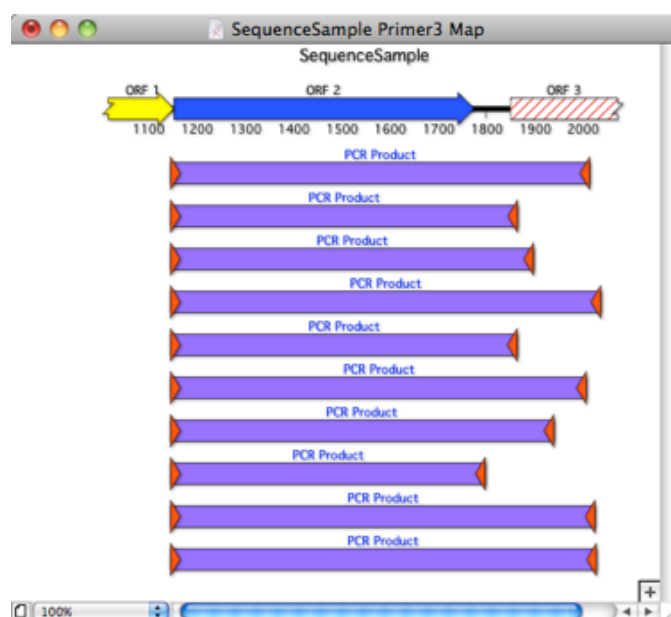 SequenceSample Primer3 Map
SequenceSample
ORF 1 ORF 2 ORF 3
1100 1200 1300 1400 1500 1600 1700 1800 1900 2000
PCR Product
PCR Product
PCR Product
PCR Product
PCR Product
PCR Product
PCR Product
PCR Product
PCR Product
PCR Product
100%